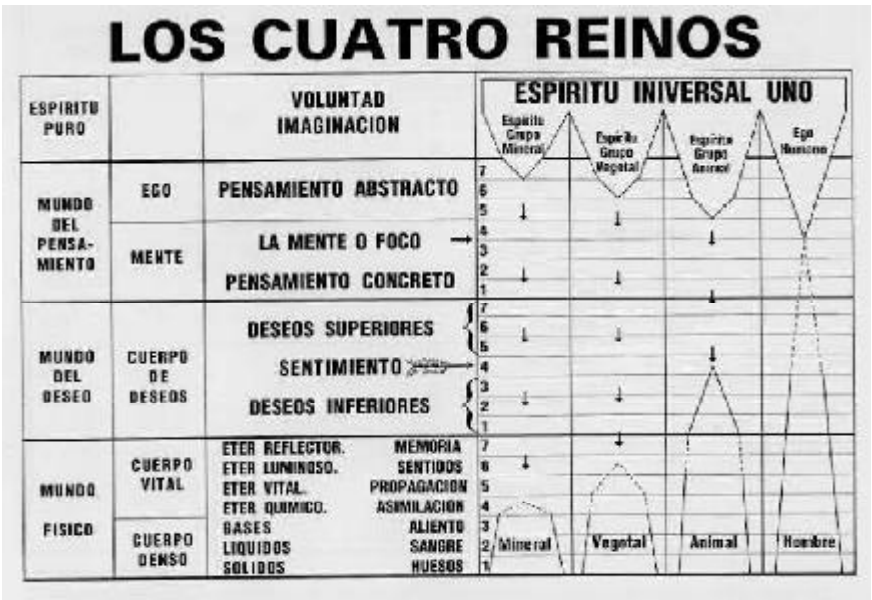 LOS CUATRO REINOS
ESPIRITU
PURO
VOLUNTAD
IMAGINACION
ESPIRITU INIVERSAL UNO
Espiritu
Grupo
Mineral
Espiritu
Grupo
Vegetal
Espiritu
Grupo
Animal
Ego
Humano
MUNDO
DEL
PENSA-
MIENTO
EGO
PENSAMIENTO ABSTRACTO
MENTE
LA MENTE O FOCO
PENSAMIENTO CONCRETO
7
6
5
4
3
2
1
MUNDO
DEL
DESEO
CUERPO
DE
DESEOS
DESEOS SUPERIORES
SENTIMIENTO
DESEOS INFERIORES
7
6
5
4
3
2
1
MUNDO
FISICO
CUERPO
VITAL
ETER REFLECTOR. MEMORIA 7
ETER LUMINOSO. SENTIDOS 6
ETER VITAL. PROPAGACION 5
ETER QUIMICO. ASIMILACION 4
CUERPO
DENSO
GASES ALIENTO 3
LIQUIDOS SANGRE 2
SOLIDOS HUESOS 1
Mineral
Vegetal
Animal
Hombre